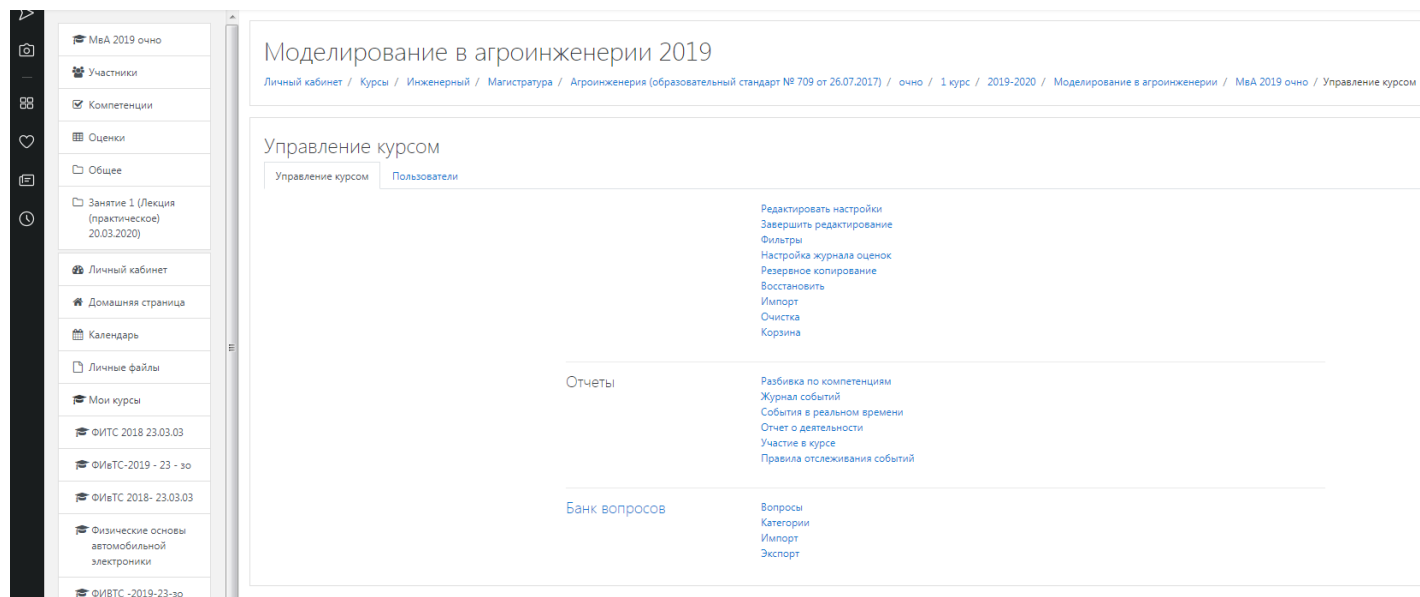 МвА 2019 очно
Участники
Компетенции
Оценки
Общее
Занятие 1 (Лекция
(практическое)
20.03.2020)
Личный кабинет
Домашняя страница
Календарь
Личные файлы
Мои курсы
ФИТС 2018 23.03.03
ФИвТС-2019 - 23 - зо
ФИвТС 2018- 23.03.03
Физические основы
автомобильной
электроники
ФИВТС -2019-23-зо
Моделирование в агроинженерии 2019
Личный кабинет / Курсы / Инженерный / Магистратура / Агроинженерия (образовательный стандарт № 709 от 26.07.2017) / очно / 1 курс / 2019-2020 / Моделирование в агроинженерии / МвА 2019 очно / Управление курсом
Управление курсом
Управление курсом Пользователи
Редактировать настройки
Завершить редактирование
Фильтры
Настройка журнала оценок
Резервное копирование
Восстановить
Импорт
Очистка
Корзина
Отчеты
Разбивка по компетенциям
Журнал событий
События в реальном времени
Отчет о деятельности
Участие в курсе
Правила отслеживания событий
Банк вопросов
Вопросы
Категории
Импорт
Экспорт